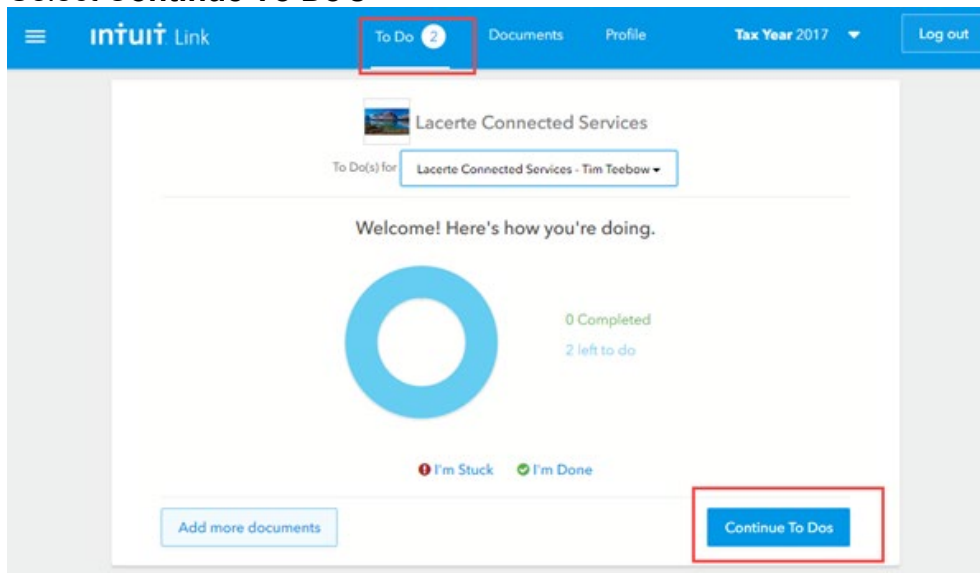 ıntuıt Link To Do 2 Documents Profile Tax Year 2017 Log out
Lacerte Connected Services
To Do(s) for Lacerte Connected Services - Tim Teebow
Welcome! Here's how you're doing.
0 Completed
2 left to do
I'm Stuck I'm Done
Add more documents Continue To Dos